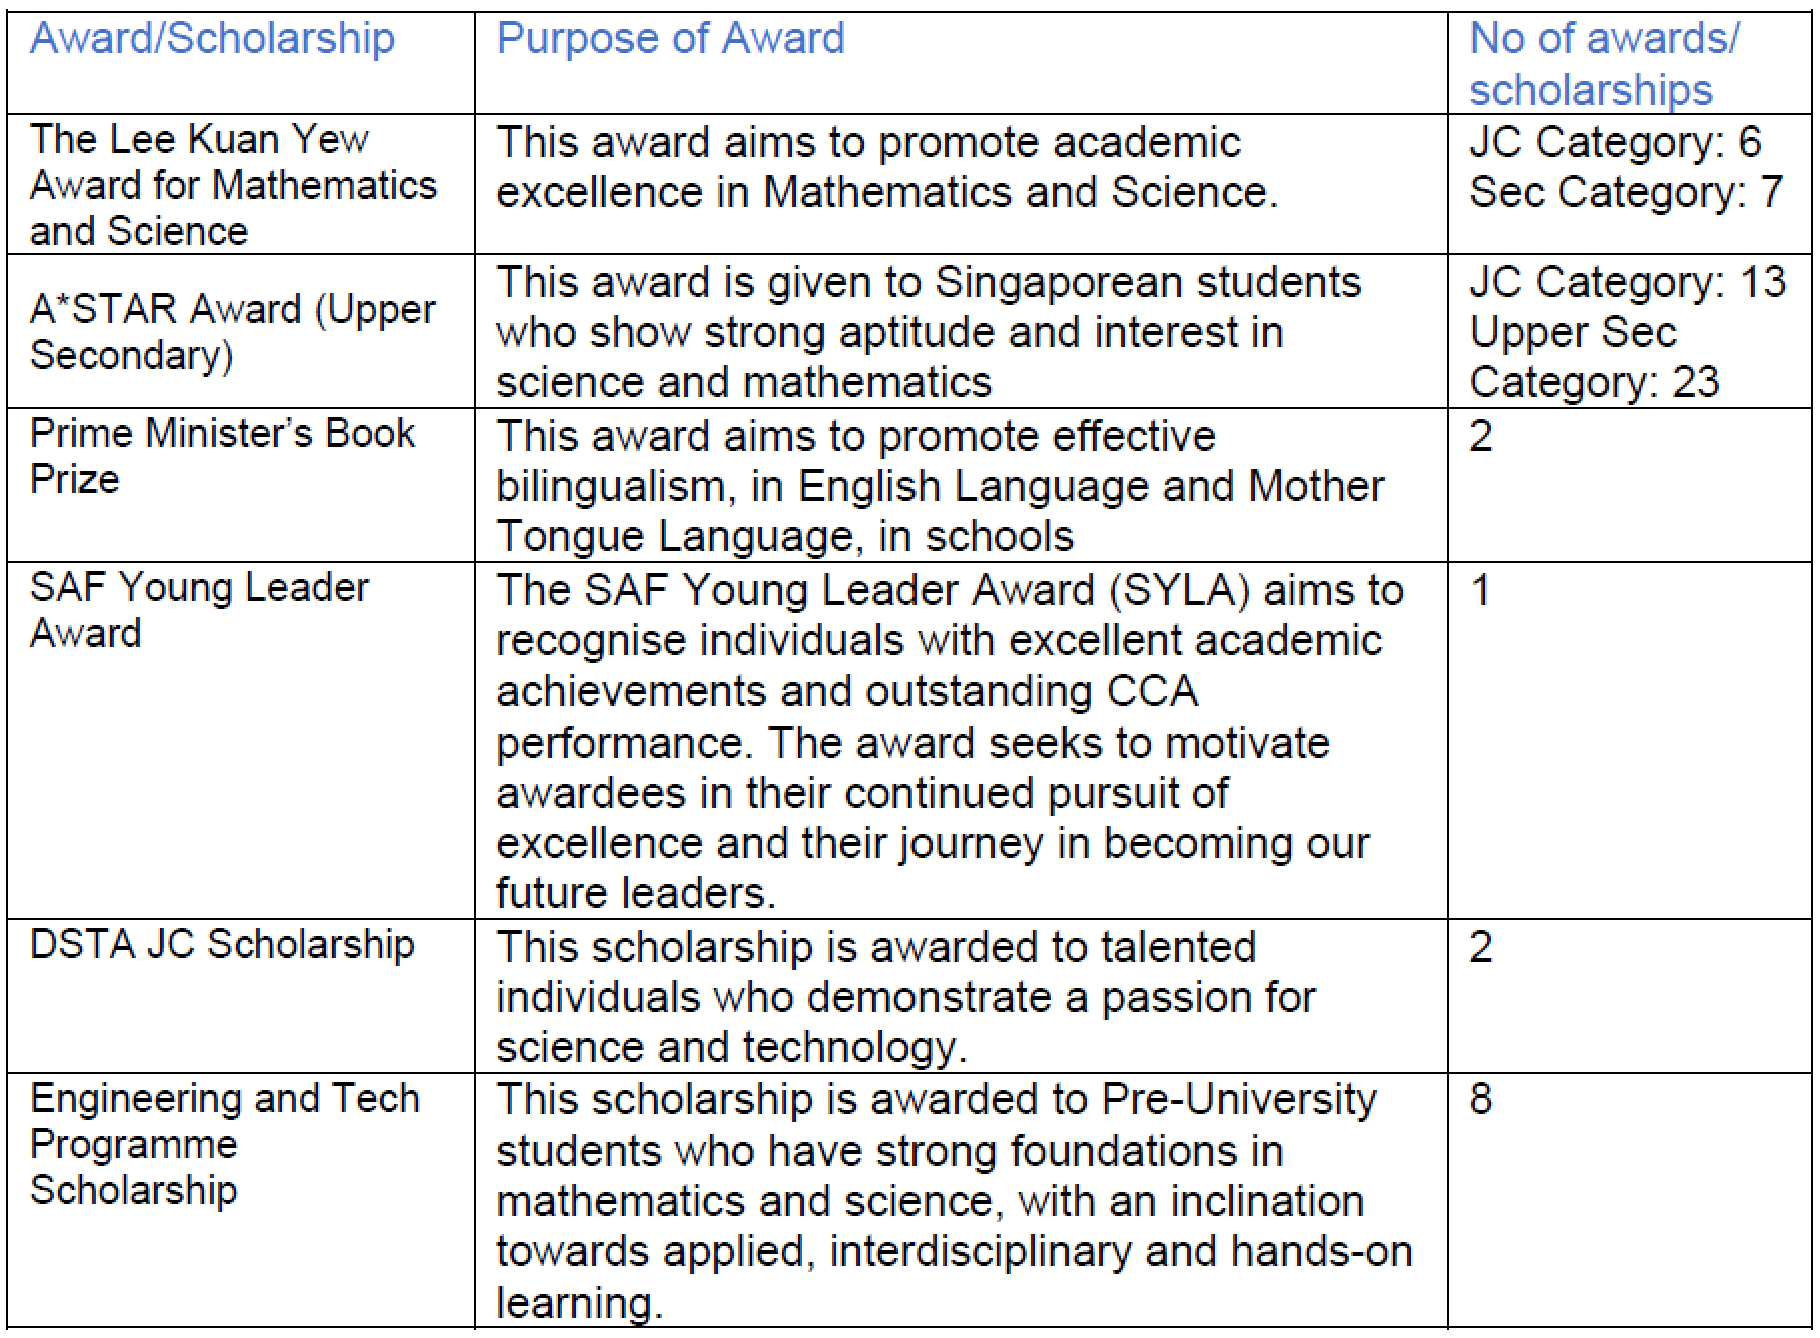 Award/Scholarship
Purpose of Award
No of awards/
scholarships
The Lee Kuan Yew
Award for Mathematics
and Science
This award aims to promote academic
excellence in Mathematics and Science.
JC Category: 6
Sec Category: 7
A*STAR Award (Upper
Secondary)
This award is given to Singaporean students
who show strong aptitude and interest in
science and mathematics
JC Category: 13
Upper Sec
Category: 23
Prime Minister’s Book
Prize
This award aims to promote effective
bilingualism, in English Language and Mother
Tongue Language, in schools
2
SAF Young Leader
Award
The SAF Young Leader Award (SYLA) aims to
recognise individuals with excellent academic
achievements and outstanding CCA
performance. The award seeks to motivate
awardees in their continued pursuit of
excellence and their journey in becoming our
future leaders.
1
DSTA JC Scholarship
This scholarship is awarded to talented
individuals who demonstrate a passion for
science and technology.
2
Engineering and Tech
Programme
Scholarship
This scholarship is awarded to Pre-University
students who have strong foundations in
mathematics and science, with an inclination
towards applied, interdisciplinary and hands-on
learning.
8